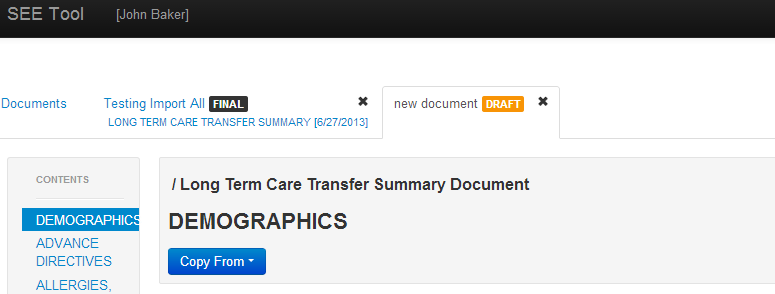 SEE Tool [John Baker]
Documents Testing Import All FINAL ✖ new document DRAFT ✖
LONG TERM CARE TRANSFER SUMMARY [6/27/2013]
CONTENTS
DEMOGRAPHICS
ADVANCE
DIRECTIVES
ALLERGIES,
/ Long Term Care Transfer Summary Document
DEMOGRAPHICS
Copy From